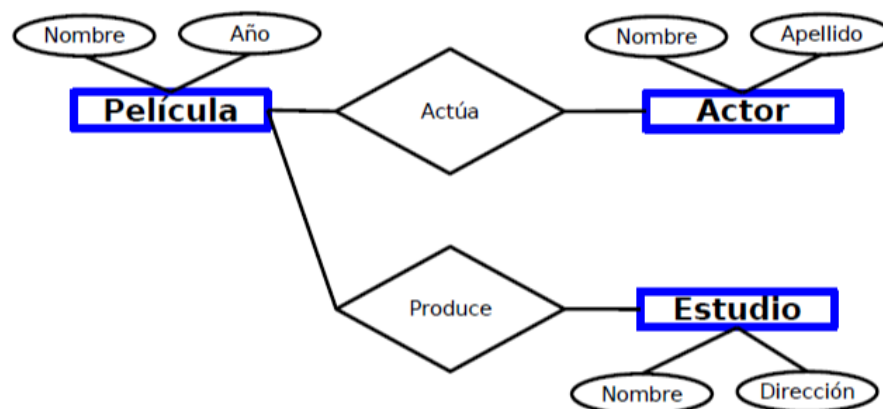 Nombre
Año
Nombre
Apellido
Película
Actúa
Actor
Produce
Estudio
Nombre
Dirección